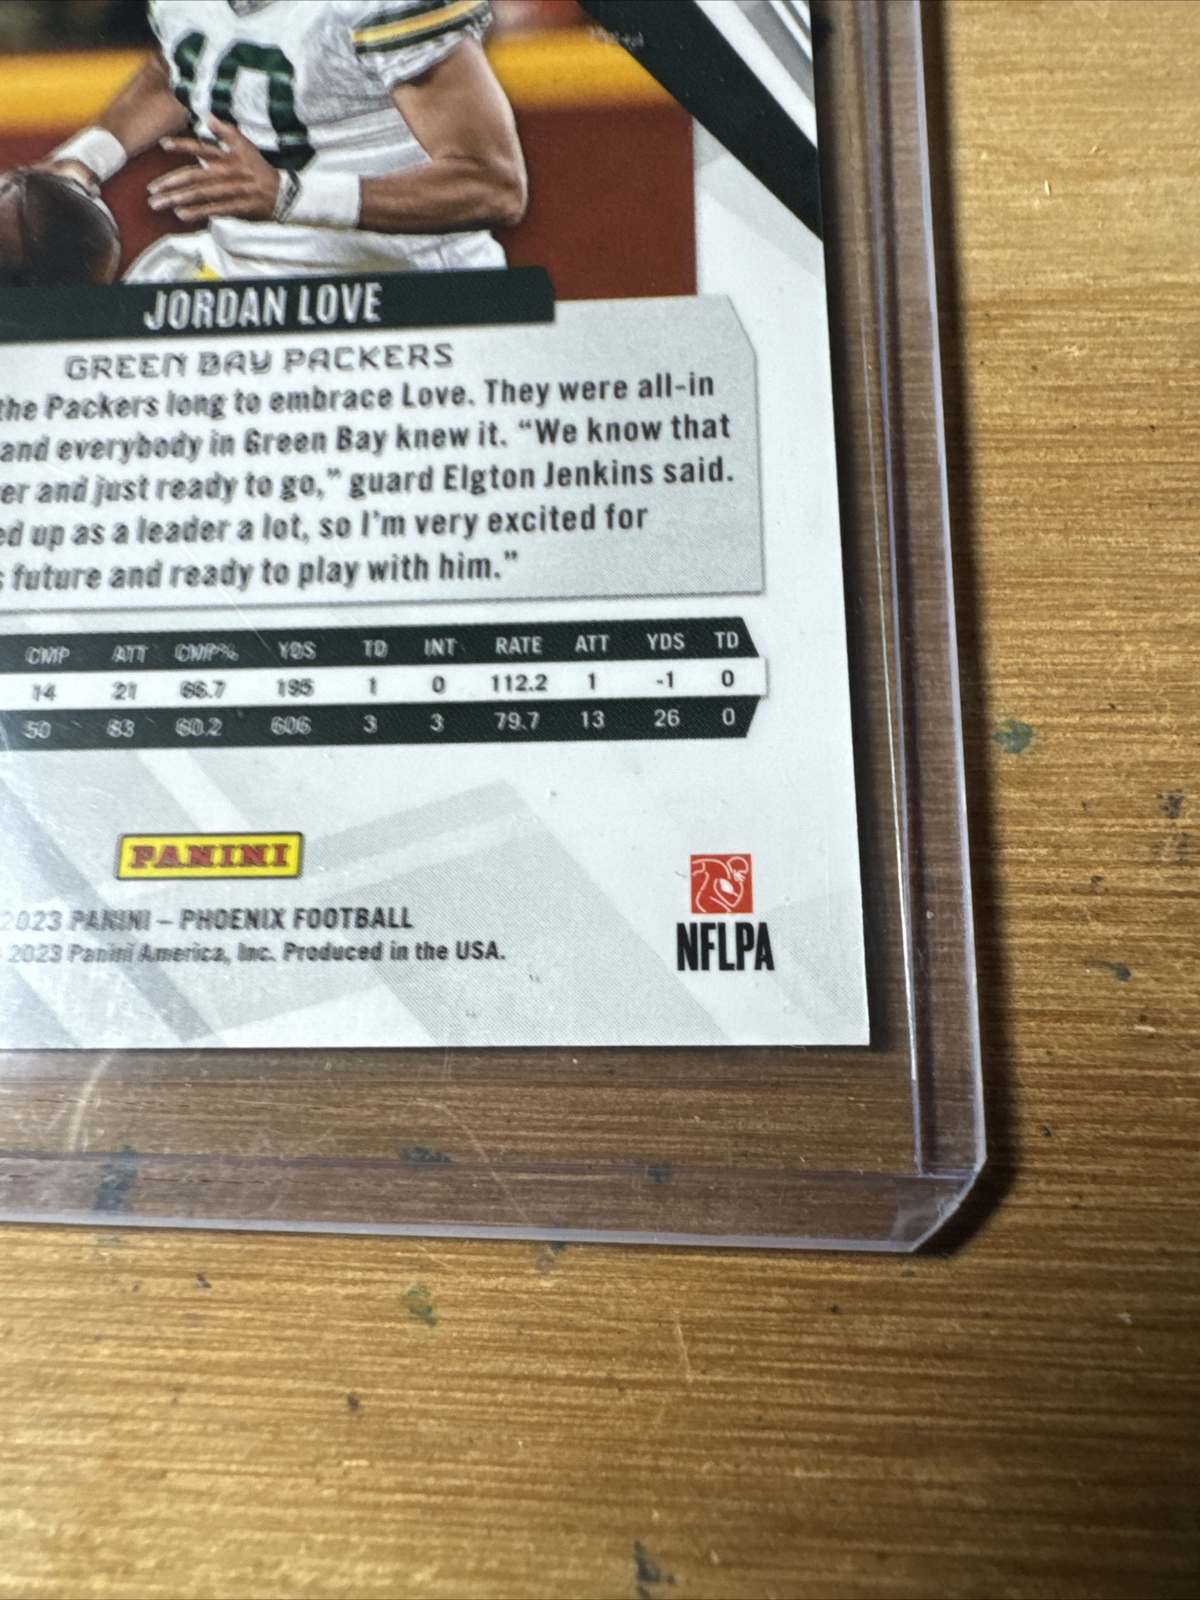 10
JORDAN LOVE
GREEN BAY PACKERS
the Packers long to embrace Love. They were all-in
and everybody in Green Bay knew it. “We know that
er and just ready to go,” guard Elgton Jenkins said.
ed up as a leader a lot, so I’m very excited for
s future and ready to play with him.”
CMP ATT CMP% YDS TD INT RATE ATT YDS TD
14 21 66.7 195 1 0 112.2 1 -1 0
50 83 60.2 606 3 3 79.7 13 26 0
PANINI
2023 PANINI – PHOENIX FOOTBALL
2023 Panini America, Inc. Produced in the USA.
NFLPA